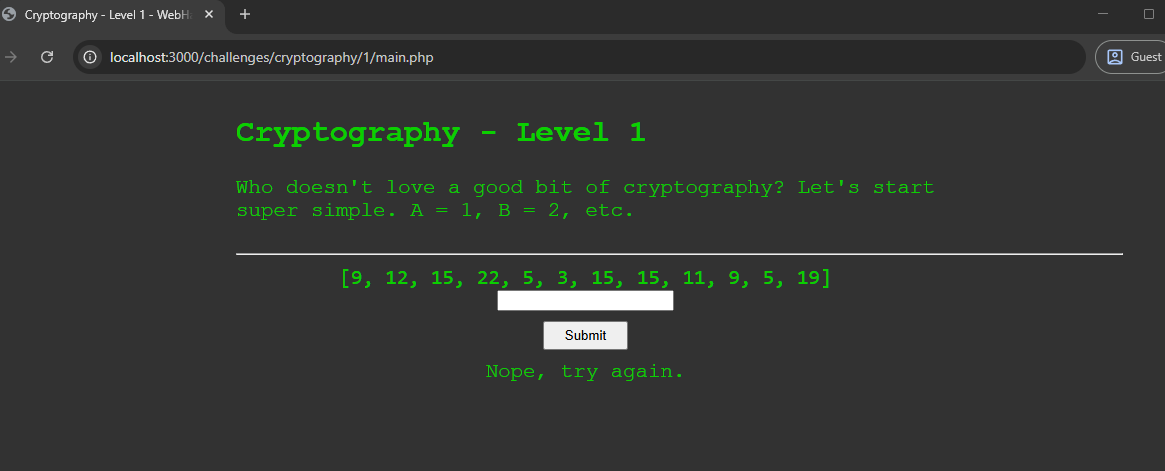 Cryptography - Level 1 - WebHa
localhost:3000/challenges/cryptography/1/main.php
Guest
Cryptography - Level 1
Who doesn't love a good bit of cryptography? Let's start
super simple. A = 1, B = 2, etc.
[9, 12, 15, 22, 5, 3, 15, 15, 11, 9, 5, 19]
Submit
Nope, try again.